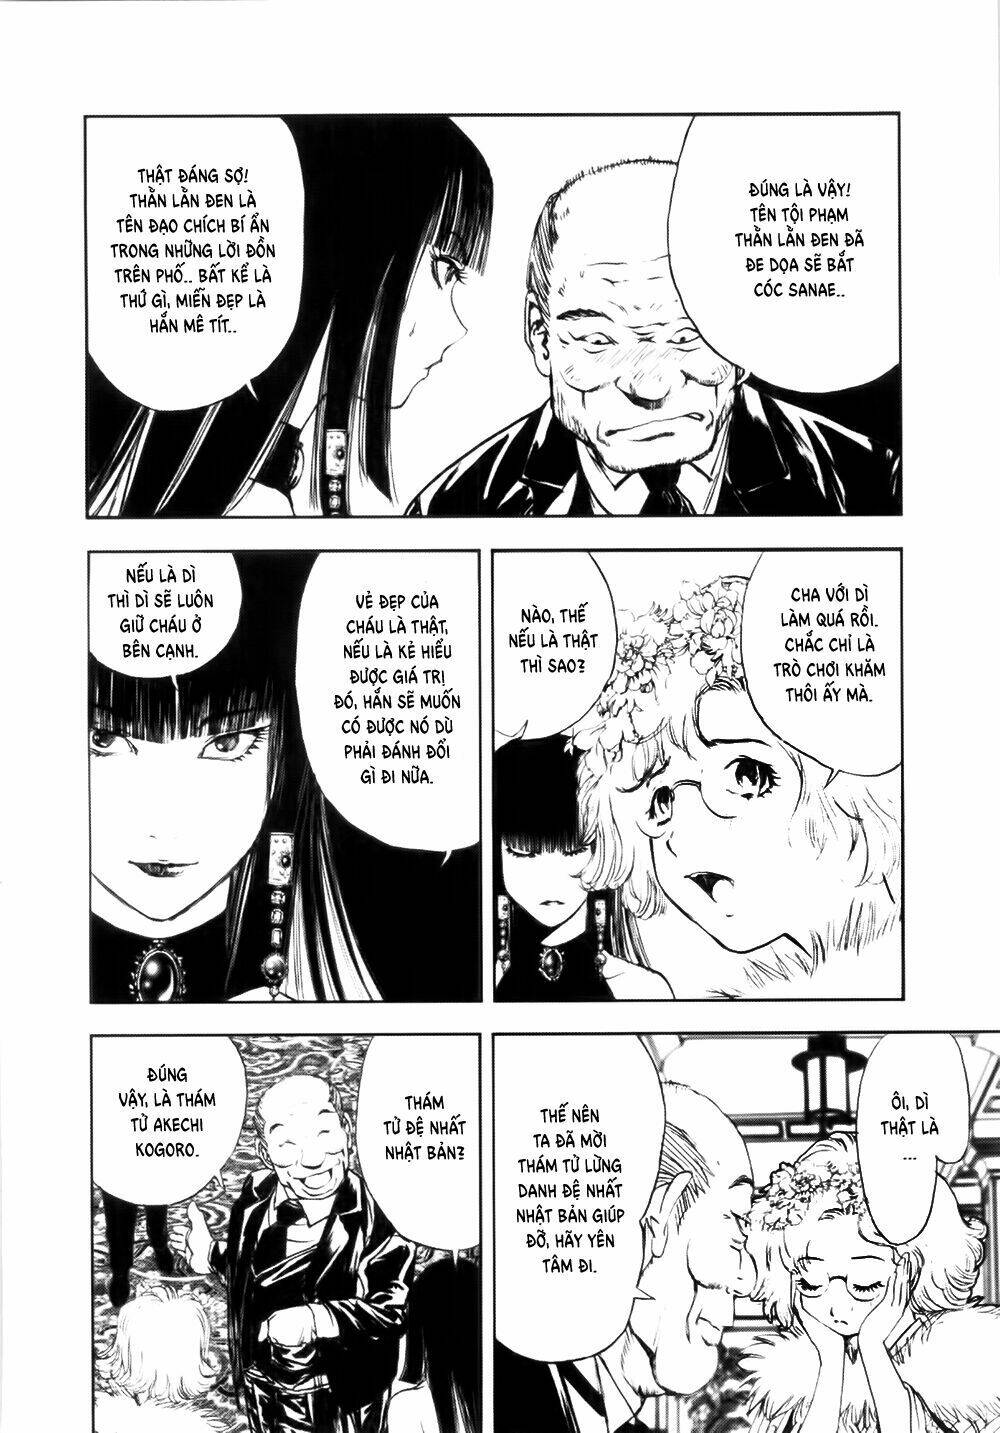 ĐÚNG LÀ VẬY!
TÊN TỘI PHẠM
THẰN LẰN ĐEN ĐÃ
ĐE DỌA SẼ BẮT
CÓC SANAE..
THẬT ĐÁNG SỢ!
THẰN LẰN ĐEN LÀ
TÊN ĐẠO CHÍCH BÍ ẨN
TRONG NHỮNG LỜI ĐỒN
TRÊN PHỐ.. BẤT KỂ LÀ
THỨ GÌ, MIỄN ĐẸP LÀ
HẮN MÊ TÍT..
CHA VỚI DÌ
LÀM QUÁ RỒI.
CHẮC CHỈ LÀ
TRÒ CHƠI KHĂM
THÔI ẤY MÀ.
NÀO, THẾ
NẾU LÀ THẬT
THÌ SAO?
VẺ ĐẸP CỦA
CHÁU LÀ THẬT,
NẾU LÀ KẺ HIỂU
ĐƯỢC GIÁ TRỊ
ĐÓ, HẮN SẼ MUỐN
CÓ ĐƯỢC NÓ DÙ
PHẢI ĐÁNH ĐỔI
GÌ ĐI NỮA.
NẾU LÀ DÌ
THÌ DÌ SẼ LUÔN
GIỮ CHÁU Ở
BÊN CẠNH.
ÔI, DÌ
THẬT LÀ
...
THẾ NÊN
TA ĐÃ MỜI
THÁM TỬ LỪNG
DANH ĐỆ NHẤT
NHẬT BẢN GIÚP
ĐỠ, HÃY YÊN
TÂM ĐI.
THÁM
TỬ ĐỆ NHẤT
NHẬT BẢN?
ĐÚNG
VẬY, LÀ THÁM
TỬ AKECHI
KOGORO.